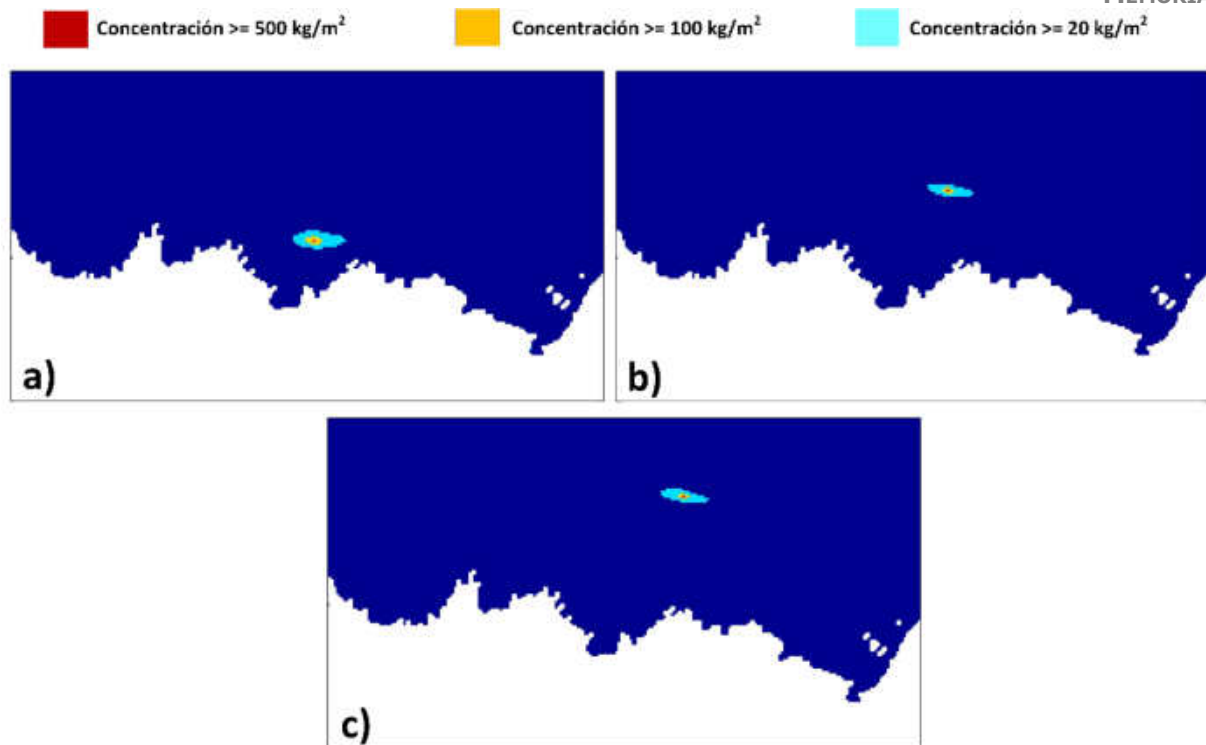 Concentración >= 500 kg/m²
Concentración >= 100 kg/m²
Concentración >= 20 kg/m²
a)
b)
c)